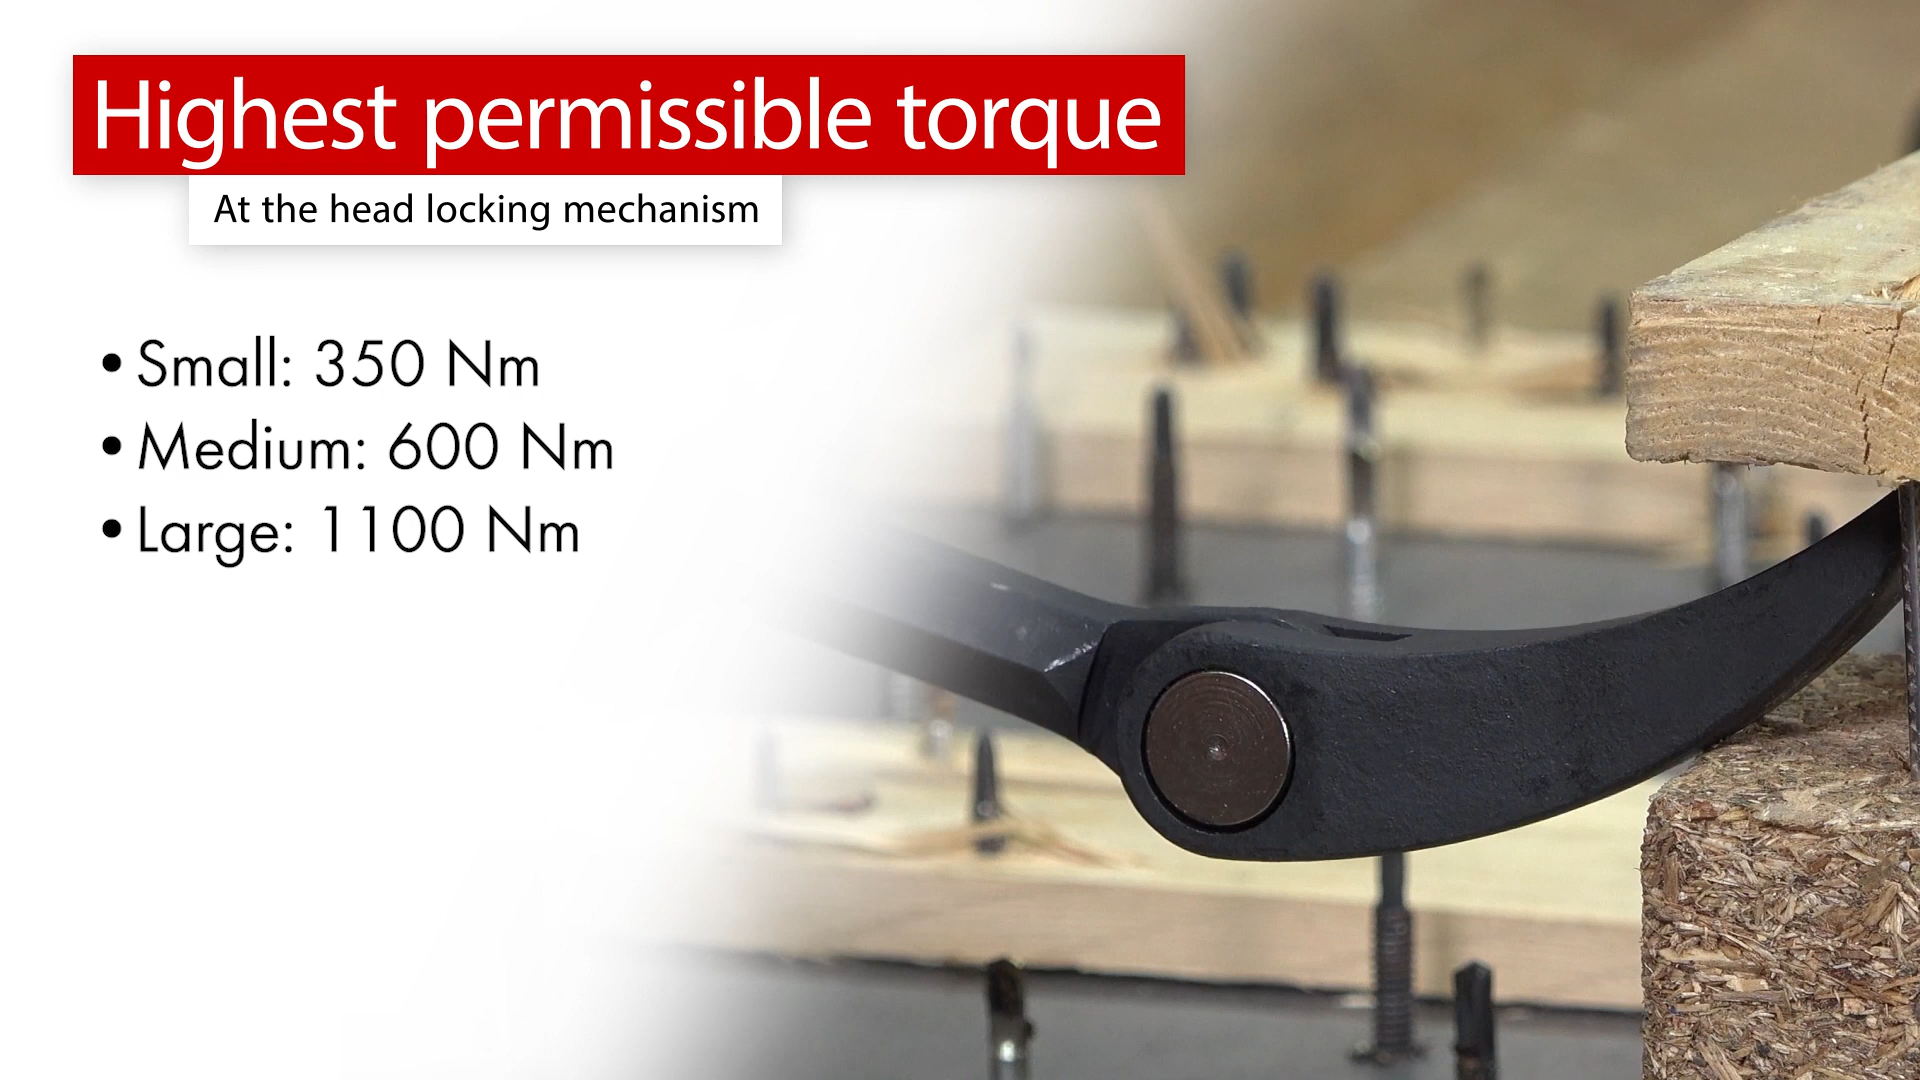 Highest permissible torque
At the head locking mechanism
• Small: 350 Nm
• Medium: 600 Nm
• Large: 1100 Nm